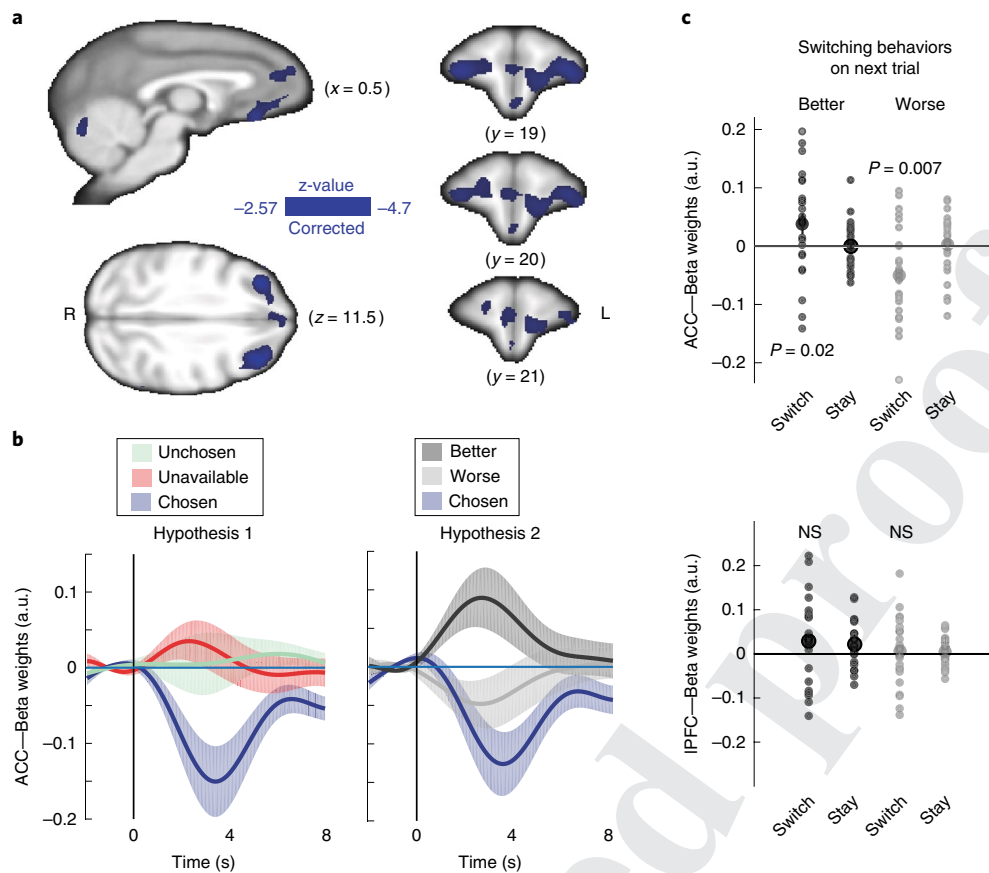 a
(x = 0.5)
z-value
−2.57
−4.7
Corrected
R
(z = 11.5)
(y = 19)
(y = 20)
L
(y = 21)
b
Unchosen
Unavailable
Chosen
Hypothesis 1
ACC—Beta weights (a.u.)
0.1
0
−0.1
−0.2
0
4
8
Time (s)
Better
Worse
Chosen
Hypothesis 2
0
4
8
Time (s)
c
Switching behaviors
on next trial
Better
Worse
ACC—Beta weights (a.u.)
0.2
0.1
0
−0.1
−0.2
P = 0.007
P = 0.02
Switch
Stay
Switch
Stay
NS
NS
lPFC—Beta weights (a.u.)
0.2
0.1
0
−0.1
−0.2
Switch
Stay
Switch
Stay
d proof